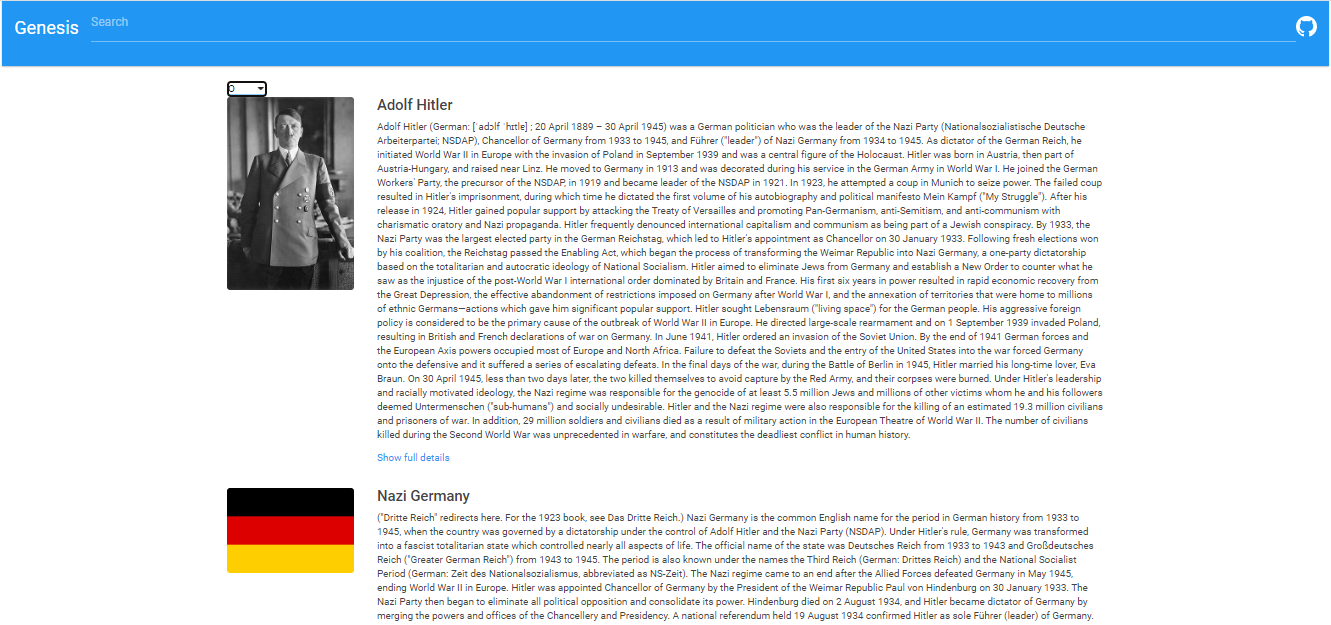 Genesis
Search
0
Adolf Hitler
Adolf Hitler (German: [ˈadɔlf ˈhɪtlɐ] ; 20 April 1889 – 30 April 1945) was a German politician who was the leader of the Nazi Party (Nationalsozialistische Deutsche
Arbeiterpartei; NSDAP), Chancellor of Germany from 1933 to 1945, and Führer ("leader") of Nazi Germany from 1934 to 1945. As dictator of the German Reich, he
initiated World War II in Europe with the invasion of Poland in September 1939 and was a central figure of the Holocaust. Hitler was born in Austria, then part of
Austria-Hungary, and raised near Linz. He moved to Germany in 1913 and was decorated during his service in the German Army in World War I. He joined the German
Workers' Party, the precursor of the NSDAP, in 1919 and became leader of the NSDAP in 1921. In 1923, he attempted a coup in Munich to seize power. The failed coup
resulted in Hitler's imprisonment, during which time he dictated the first volume of his autobiography and political manifesto Mein Kampf ("My Struggle"). After his
release in 1924, Hitler gained popular support by attacking the Treaty of Versailles and promoting Pan-Germanism, anti-Semitism, and anti-communism with
charismatic oratory and Nazi propaganda. Hitler frequently denounced international capitalism and communism as being part of a Jewish conspiracy. By 1933, the
Nazi Party was the largest elected party in the German Reichstag, which led to Hitler's appointment as Chancellor on 30 January 1933. Following fresh elections won
by his coalition, the Reichstag passed the Enabling Act, which began the process of transforming the Weimar Republic into Nazi Germany, a one-party dictatorship
based on the totalitarian and autocratic ideology of National Socialism. Hitler aimed to eliminate Jews from Germany and establish a New Order to counter what he
saw as the injustice of the post-World War I international order dominated by Britain and France. His first six years in power resulted in rapid economic recovery from
the Great Depression, the effective abandonment of restrictions imposed on Germany after World War I, and the annexation of territories that were home to millions
of ethnic Germans—actions which gave him significant popular support. Hitler sought Lebensraum ("living space") for the German people. His aggressive foreign
policy is considered to be the primary cause of the outbreak of World War II in Europe. He directed large-scale rearmament and on 1 September 1939 invaded Poland,
resulting in British and French declarations of war on Germany. In June 1941, Hitler ordered an invasion of the Soviet Union. By the end of 1941 German forces and
the European Axis powers occupied most of Europe and North Africa. Failure to defeat the Soviets and the entry of the United States into the war forced Germany
onto the defensive and it suffered a series of escalating defeats. In the final days of the war, during the Battle of Berlin in 1945, Hitler married his long-time lover, Eva
Braun. On 30 April 1945, less than two days later, the two killed themselves to avoid capture by the Red Army, and their corpses were burned. Under Hitler's leadership
and racially motivated ideology, the Nazi regime was responsible for the genocide of at least 5.5 million Jews and millions of other victims whom he and his followers
deemed Untermenschen ("sub-humans") and socially undesirable. Hitler and the Nazi regime were also responsible for the killing of an estimated 19.3 million civilians
and prisoners of war. In addition, 29 million soldiers and civilians died as a result of military action in the European Theatre of World War II. The number of civilians
killed during the Second World War was unprecedented in warfare, and constitutes the deadliest conflict in human history.
Show full details
Nazi Germany
("Dritte Reich" redirects here. For the 1923 book, see Das Dritte Reich.) Nazi Germany is the common English name for the period in German history from 1933 to
1945, when the country was governed by a dictatorship under the control of Adolf Hitler and the Nazi Party (NSDAP). Under Hitler's rule, Germany was transformed
into a fascist totalitarian state which controlled nearly all aspects of life. The official name of the state was Deutsches Reich from 1933 to 1943 and Großdeutsches
Reich ("Greater German Reich") from 1943 to 1945. The period is also known under the names the Third Reich (German: Drittes Reich) and the National Socialist
Period (German: Zeit des Nationalsozialismus, abbreviated as NS-Zeit). The Nazi regime came to an end after the Allied Forces defeated Germany in May 1945,
ending World War II in Europe. Hitler was appointed Chancellor of Germany by the President of the Weimar Republic Paul von Hindenburg on 30 January 1933. The
Nazi Party then began to eliminate all political opposition and consolidate its power. Hindenburg died on 2 August 1934, and Hitler became dictator of Germany by
merging the powers and offices of the Chancellery and Presidency. A national referendum held 19 August 1934 confirmed Hitler as sole Führer (leader) of Germany.